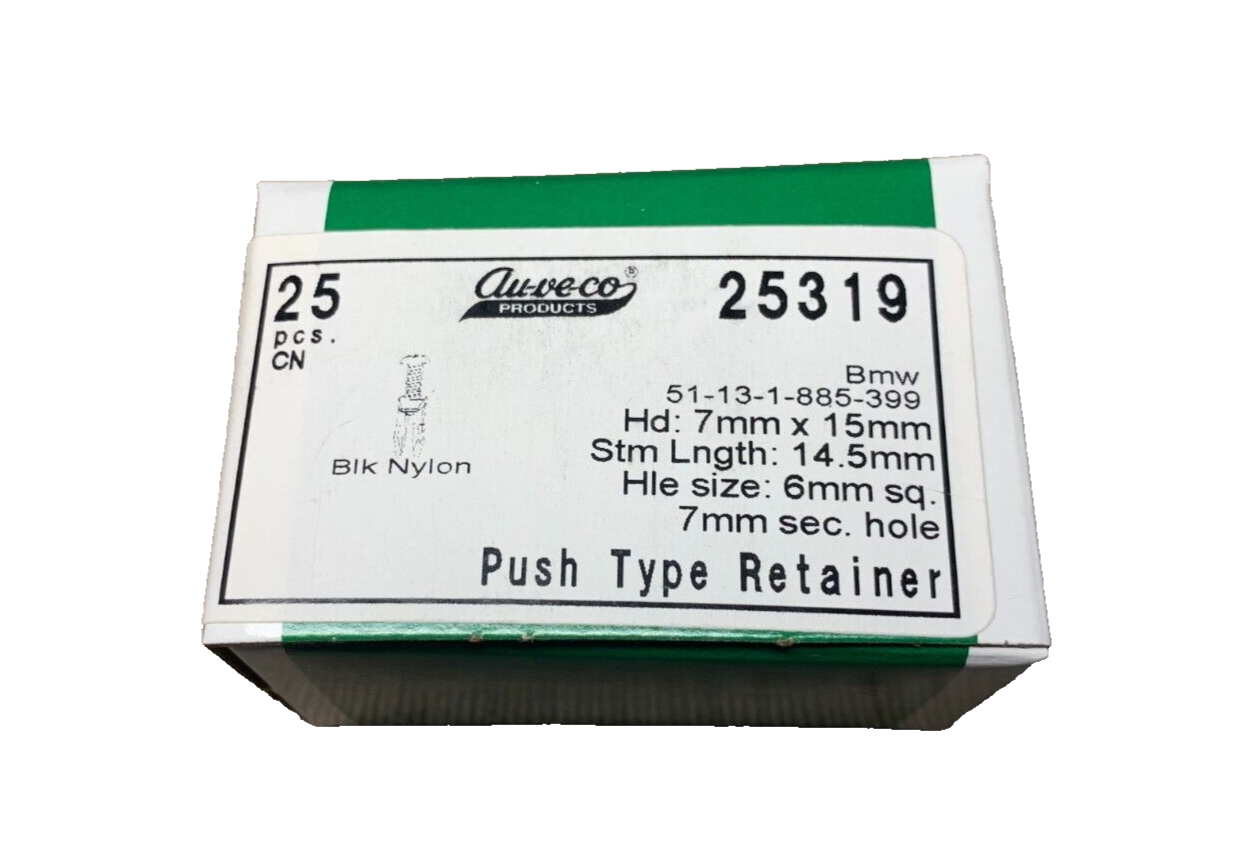 25
pcs.
CN
au-ve-co®
PRODUCTS
25319
Blk Nylon
Bmw
51-13-1-885-399
Hd: 7mm x 15mm
Stm Lngth: 14.5mm
Hle size: 6mm sq.
7mm sec. hole
Push Type Retainer